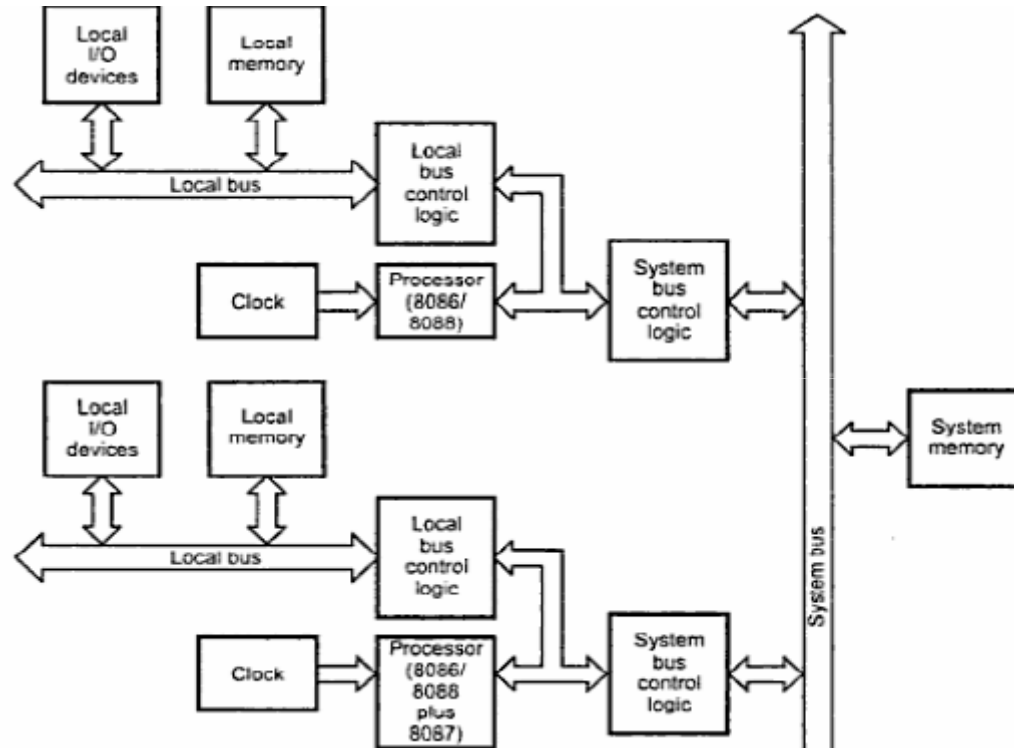 Local
I/O
devices
Local
memory
Local
bus
control
logic
Local bus
Clock
Processor
(8086/
8088)
System
bus
control
logic
Local
I/O
devices
Local
memory
System
memory
Local
bus
control
logic
Local bus
System bus
Clock
Processor
(8086/
8088
plus
8087)
System
bus
control
logic